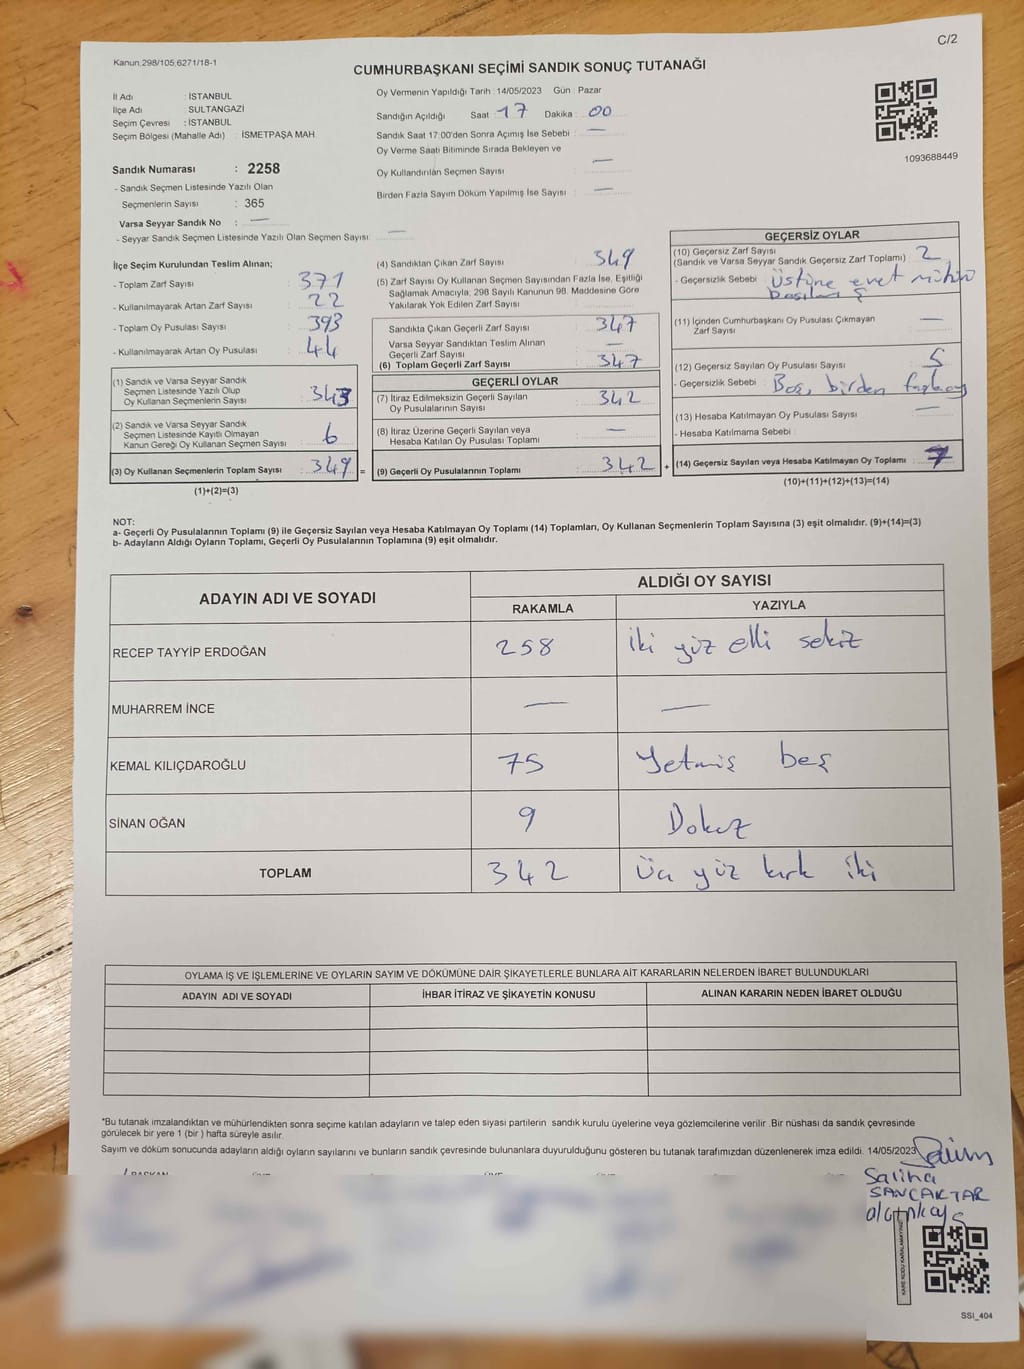 C/2
Kanun:298/105,6271/18-1
CUMHURBAŞKANI SEÇİMİ SANDIK SONUÇ TUTANAĞI
İl Adı : İSTANBUL
İlçe Adı : SULTANGAZİ
Seçim Çevresi : İSTANBUL
Seçim Bölgesi (Mahalle Adı) : İSMETPAŞA MAH.
Sandık Numarası : 2258
- Sandık Seçmen Listesinde Yazılı Olan
Seçmenlerin Sayısı : 365
Varsa Seyyar Sandık No : —
- Seyyar Sandık Seçmen Listesinde Yazılı Olan Seçmen Sayısı: —
Oy Vermenin Yapıldığı Tarih : 14/05/2023 Gün : Pazar
Sandığın Açıldığı Saat : 17 Dakika : 00
Sandık Saat 17:00'den Sonra Açımış İse Sebebi : —
Oy Verme Saati Bitiminde Sırada Bekleyen ve
Oy Kullandırılan Seçmen Sayısı : —
Birden Fazla Sayım Döküm Yapılmış İse Sayısı : —
1093688449
İlçe Seçim Kurulundan Teslim Alınan;
- Toplam Zarf Sayısı : 371
- Kullanılmayarak Artan Zarf Sayısı : 22
- Toplam Oy Pusulası Sayısı : 393
- Kullanılmayarak Artan Oy Pusulası : 44
(1) Sandık ve Varsa Seyyar Sandık
Seçmen Listesinde Yazılı Olup
Oy Kullanan Seçmenlerin Sayısı : 343
(2) Sandık ve Varsa Seyyar Sandık
Seçmen Listesinde Kayıtlı Olmayan
Kanun Gereği Oy Kullanan Seçmen Sayısı : 6
(3) Oy Kullanan Seçmenlerin Toplam Sayısı : 349 =
(1)+(2)=(3)
(4) Sandıktan Çıkan Zarf Sayısı : 349
(5) Zarf Sayısı Oy Kullanan Seçmen Sayısından Fazla İse, Eşitliği
Sağlamak Amacıyla, 298 Sayılı Kanunun 98. Maddesine Göre
Yakılarak Yok Edilen Zarf Sayısı :
Sandıkta Çıkan Geçerli Zarf Sayısı : 347
Varsa Seyyar Sandıktan Teslim Alınan
Geçerli Zarf Sayısı : —
(6) Toplam Geçerli Zarf Sayısı : 347
GEÇERLİ OYLAR
(7) İtiraz Edilmeksizin Geçerli Sayılan
Oy Pusulalarının Sayısı : 342
(8) İtiraz Üzerine Geçerli Sayılan veya
Hesaba Katılan Oy Pusulası Toplamı : —
(9) Geçerli Oy Pusulalarının Toplamı : 342 +
GEÇERSİZ OYLAR
(10) Geçersiz Zarf Sayısı
(Sandık ve Varsa Seyyar Sandık Geçersiz Zarf Toplamı) : 2
- Geçersizlik Sebebi : Üstüne evet mührü
basılmış
(11) İçinden Cumhurbaşkanı Oy Pusulası Çıkmayan
Zarf Sayısı : —
(12) Geçersiz Sayılan Oy Pusulası Sayısı : 5
- Geçersizlik Sebebi : Boş, birden fazla oy
(13) Hesaba Katılmayan Oy Pusulası Sayısı : —
- Hesaba Katılmama Sebebi :
(14) Geçersiz Sayılan veya Hesaba Katılmayan Oy Toplamı : 7
(10)+(11)+(12)+(13)=(14)
NOT:
a- Geçerli Oy Pusulalarının Toplamı (9) ile Geçersiz Sayılan veya Hesaba Katılmayan Oy Toplamı (14) Toplamları, Oy Kullanan Seçmenlerin Toplam Sayısına (3) eşit olmalıdır. (9)+(14)=(3)
b- Adayların Aldığı Oyların Toplamı, Geçerli Oy Pusulalarının Toplamına (9) eşit olmalıdır.
ADAYIN ADI VE SOYADI
ALDIĞI OY SAYISI
RAKAMLA YAZIYLA
RECEP TAYYİP ERDOĞAN 258 iki yüz elli sekiz
MUHARREM İNCE — —
KEMAL KILIÇDAROĞLU 75 Yetmiş beş
SİNAN OĞAN 9 Dokuz
TOPLAM 342 Üç yüz kırk iki
OYLAMA İŞ VE İŞLEMLERİNE VE OYLARIN SAYIM VE DÖKÜMÜNE DAİR ŞİKAYETLERLE BUNLARA AİT KARARLARIN NELERDEN İBARET BULUNDUKLARI
ADAYIN ADI VE SOYADI İHBAR İTİRAZ VE ŞİKAYETİN KONUSU ALINAN KARARIN NEDEN İBARET OLDUĞU
*Bu tutanak imzalandıktan ve mühürlendikten sonra seçime katılan adayların ve talep eden siyasi partilerin sandık kurulu üyelerine veya gözlemcilerine verilir. Bir nüshası da sandık çevresinde
görülecek bir yere 1 (bir ) hafta süreyle asılır.
Sayım ve döküm sonucunda adayların aldığı oyların sayılarını ve bunların sandık çevresinde bulunanlara duyurulduğunu gösteren bu tutanak tarafımızdan düzenlenerek imza edildi. 14/05/2023
BAŞKAN
Saliha
SANCAKTAR
KARE KODU KARALAMAYINIZ
SSİ_404